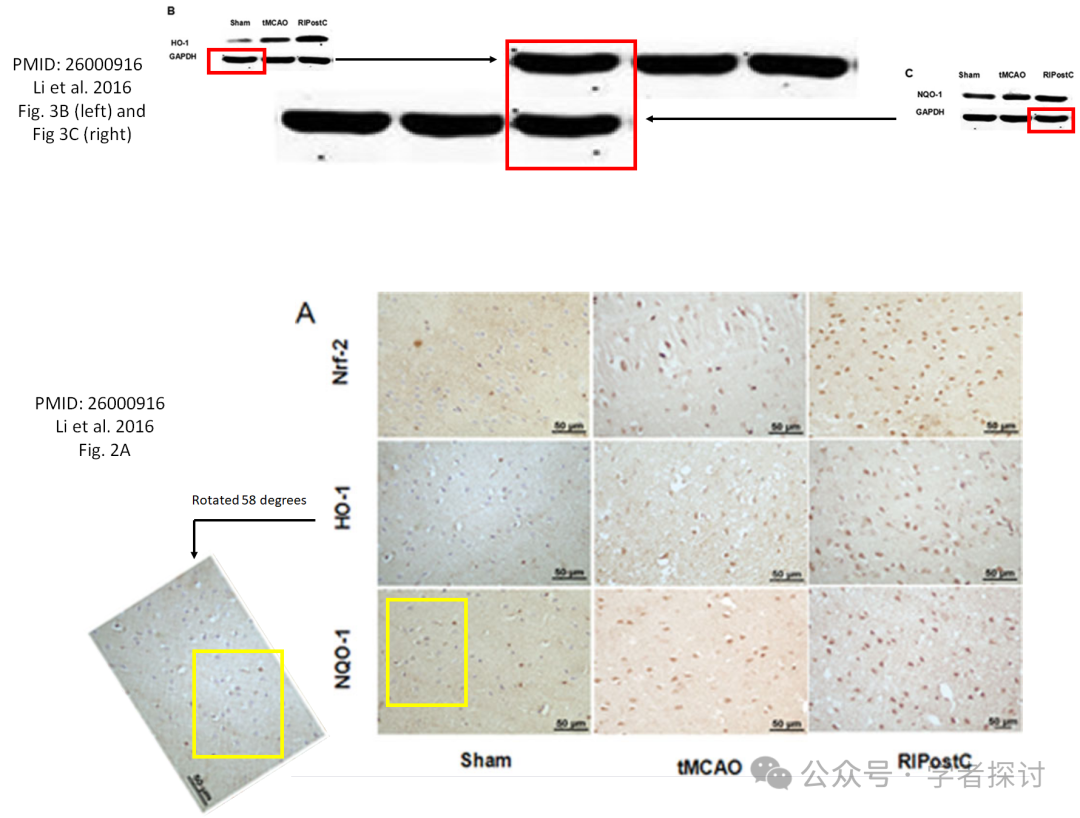 B
Sham tMCAO RIPostC
HO-1
GAPDH
PMID: 26000916
Li et al. 2016
Fig. 3B (left) and
Fig 3C (right)
C
Sham tMCAO RIPostC
NQO-1
GAPDH
A
Nrf-2
50 µm
50 µm
50 µm
PMID: 26000916
Li et al. 2016
Fig. 2A
Rotated 58 degrees
HO-1
50 µm
50 µm
50 µm
NQO-1
50 µm
50 µm
50 µm
50 µm
Sham tMCAO RIPostC
公众号 · 学者探讨